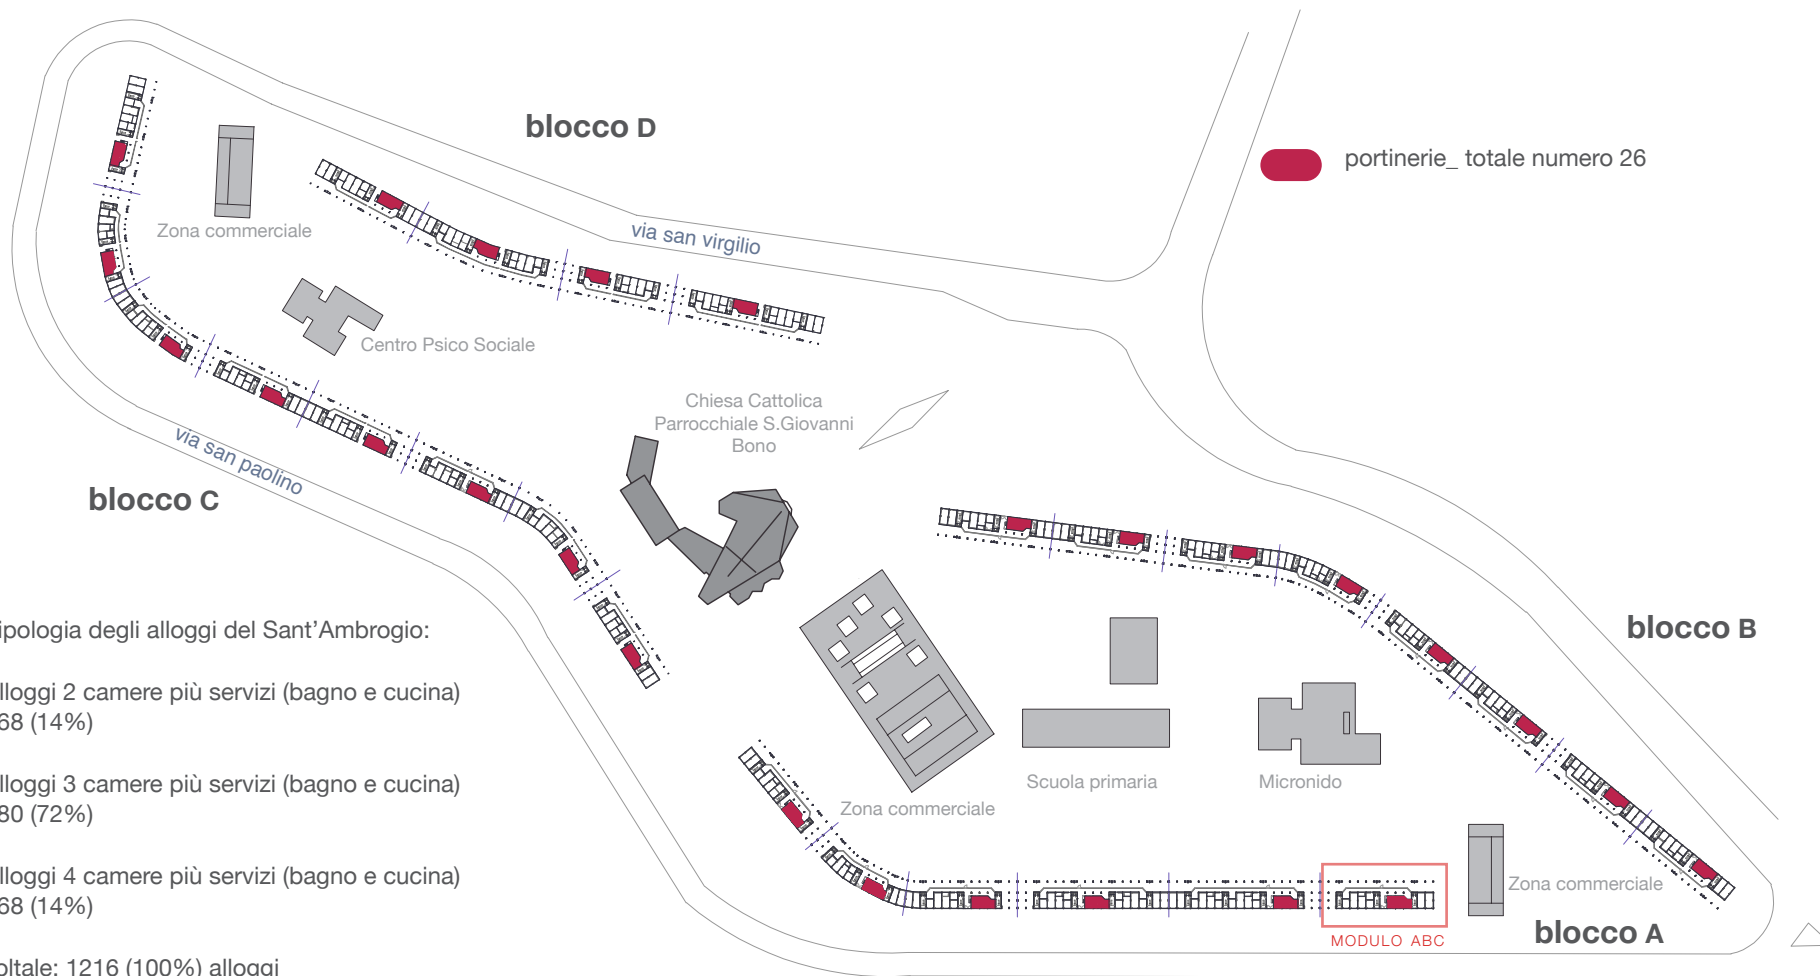 blocco D
portinerie_ totale numero 26
Zona commerciale
via san virgilio
Centro Psico Sociale
Chiesa Cattolica
Parrocchiale S.Giovanni
Bono
via san paolino
blocco C
ipologia degli alloggi del Sant'Ambrogio:
lloggi 2 camere più servizi (bagno e cucina)
68 (14%)
lloggi 3 camere più servizi (bagno e cucina)
80 (72%)
lloggi 4 camere più servizi (bagno e cucina)
68 (14%)
oltale: 1216 (100%) alloggi
blocco B
Scuola primaria
Micronido
Zona commerciale
Zona commerciale
MODULO ABC
blocco A